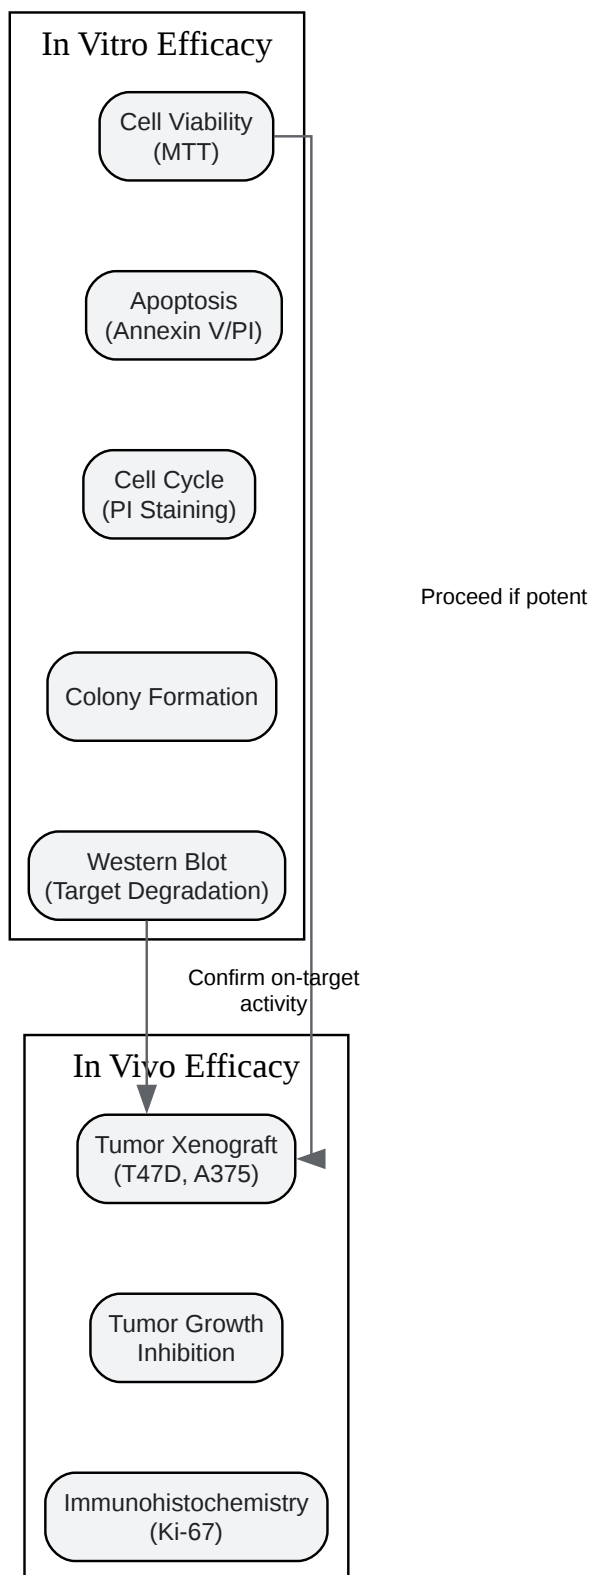 In Vitro Efficacy
Cell Viability
(MTT)
Apoptosis
(Annexin V/PI)
Cell Cycle
(PI Staining)
Proceed if potent
Colony Formation
Western Blot
(Target Degradation)
Confirm on-target
activity
In Vivo Efficacy
Tumor Xenograft
(T47D, A375)
Tumor Growth
Inhibition
Immunohistochemistry
(Ki-67)